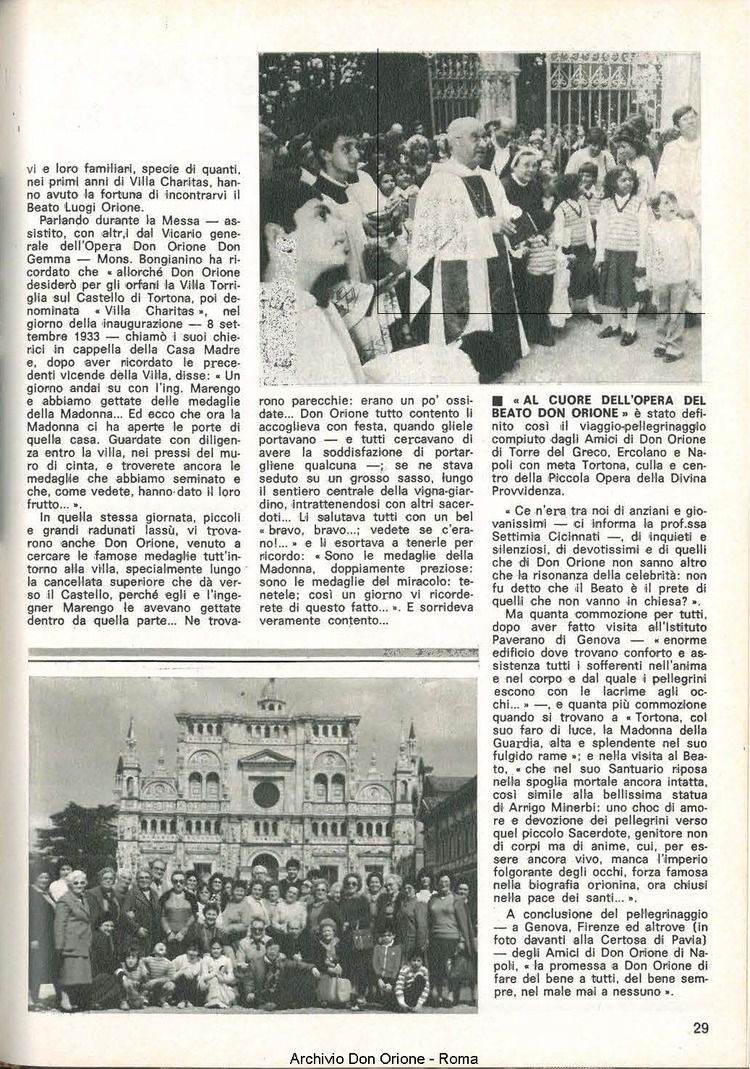 vi e loro familiari, specie di quanti,
nei primi anni di Villa Charitas, han-
no avuto la fortuna di incontrarvi il
Beato Luogi Orione.
Parlando durante la Messa — as-
sistito, con altr,i dal Vicario gene-
rale dell'Opera Don Orione Don
Gemma — Mons. Bongianino ha ri-
cordato che « allorché Don Orione
desiderò per gli orfani la Villa Torri-
glia sul Castello di Tortona, poi de-
nominata « Villa Charitas », nel
giorno della inaugurazione — 8 set-
tembre 1933 — chiamò i suoi chie-
rici in cappella della Casa Madre
e, dopo aver ricordato le prece-
denti vicende della Villa, disse: « Un
giorno andai su con l'ing. Marengo
e abbiamo gettate delle medaglie
della Madonna... Ed ecco che ora la
Madonna ci ha aperte le porte di
quella casa. Guardate con diligen-
za entro la villa, nei pressi del mu-
ro di cinta, e troverete ancora le
medaglie che abbiamo seminato e
che, come vedete, hanno dato il loro
frutto... ».
In quella stessa giornata, piccoli
e grandi radunati lassù, vi trova-
rono anche Don Orione, venuto a
cercare le famose medaglie tutt'in-
torno alla villa, specialmente lungo
la cancellata superiore che dà ver-
so il Castello, perché egli e l'inge-
gner Marengo le avevano gettate
dentro da quella parte... Ne trova-
rono parecchie: erano un po' ossi-
date... Don Orione tutto contento li
accoglieva con festa, quando gliele
portavano — e tutti cercavano di
avere la soddisfazione di portar-
gliene qualcuna —; se ne stava
seduto su un grosso sasso, lungo
il sentiero centrale della vigna-giar-
dino, intrattenendosi con altri sacer-
doti... Li salutava tutti con un bel
« bravo, bravo...; vedete se c'era-
no!... » e li esortava a tenerle per
ricordo: « Sono le medaglie della
Madonna, doppiamente preziose:
sono le medaglie del miracolo: te-
netele; così un giorno vi ricorde-
rete di questo fatto... ». E sorrideva
veramente contento...
■ « AL CUORE DELL'OPERA DEL
BEATO DON ORIONE » è stato defi-
nito così il viaggio-pellegrinaggio
compiuto dagli Amici di Don Orione
di Torre del Greco, Ercolano e Na-
poli con meta Tortona, culla e cen-
tro della Piccola Opera della Divina
Provvidenza.
« Ce n'era tra noi di anziani e gio-
vanissimi — ci informa la prof.ssa
Settimia Cicinnati —, di inquieti e
silenziosi, di devotissimi e di quelli
che di Don Orione non sanno altro
che la risonanza della celebrità: non
fu detto che il Beato è il prete di
quelli che non vanno in chiesa? ».
Ma quanta commozione per tutti,
dopo aver fatto visita all'Istituto
Paverano di Genova — « enorme
edificio dove trovano conforto e as-
sistenza tutti i sofferenti nell'anima
e nel corpo e dal quale i pellegrini
escono con le lacrime agli oc-
chi... » —, e quanta più commozione
quando si trovano a « Tortona, col
suo faro di luce, la Madonna della
Guardia, alta e splendente nel suo
fulgido rame »; e nella visita al Bea-
to, « che nel suo Santuario riposa
nella spoglia mortale ancora intatta,
così simile alla bellissima statua
di Arrigo Minerbi: uno choc di amo-
re e devozione dei pellegrini verso
quel piccolo Sacerdote, genitore non
di corpi ma di anime, cui, per es-
sere ancora vivo, manca l'imperio
folgorante degli occhi, forza famosa
nella biografia orionina, ora chiusi
nella pace dei santi... ».
A conclusione del pellegrinaggio
— a Genova, Firenze ed altrove (in
foto davanti alla Certosa di Pavia)
— degli Amici di Don Orione di Na-
poli, « la promessa a Don Orione di
fare del bene a tutti, del bene sem-
pre, nel male mai a nessuno ».
29
Archivio Don Orione - Roma